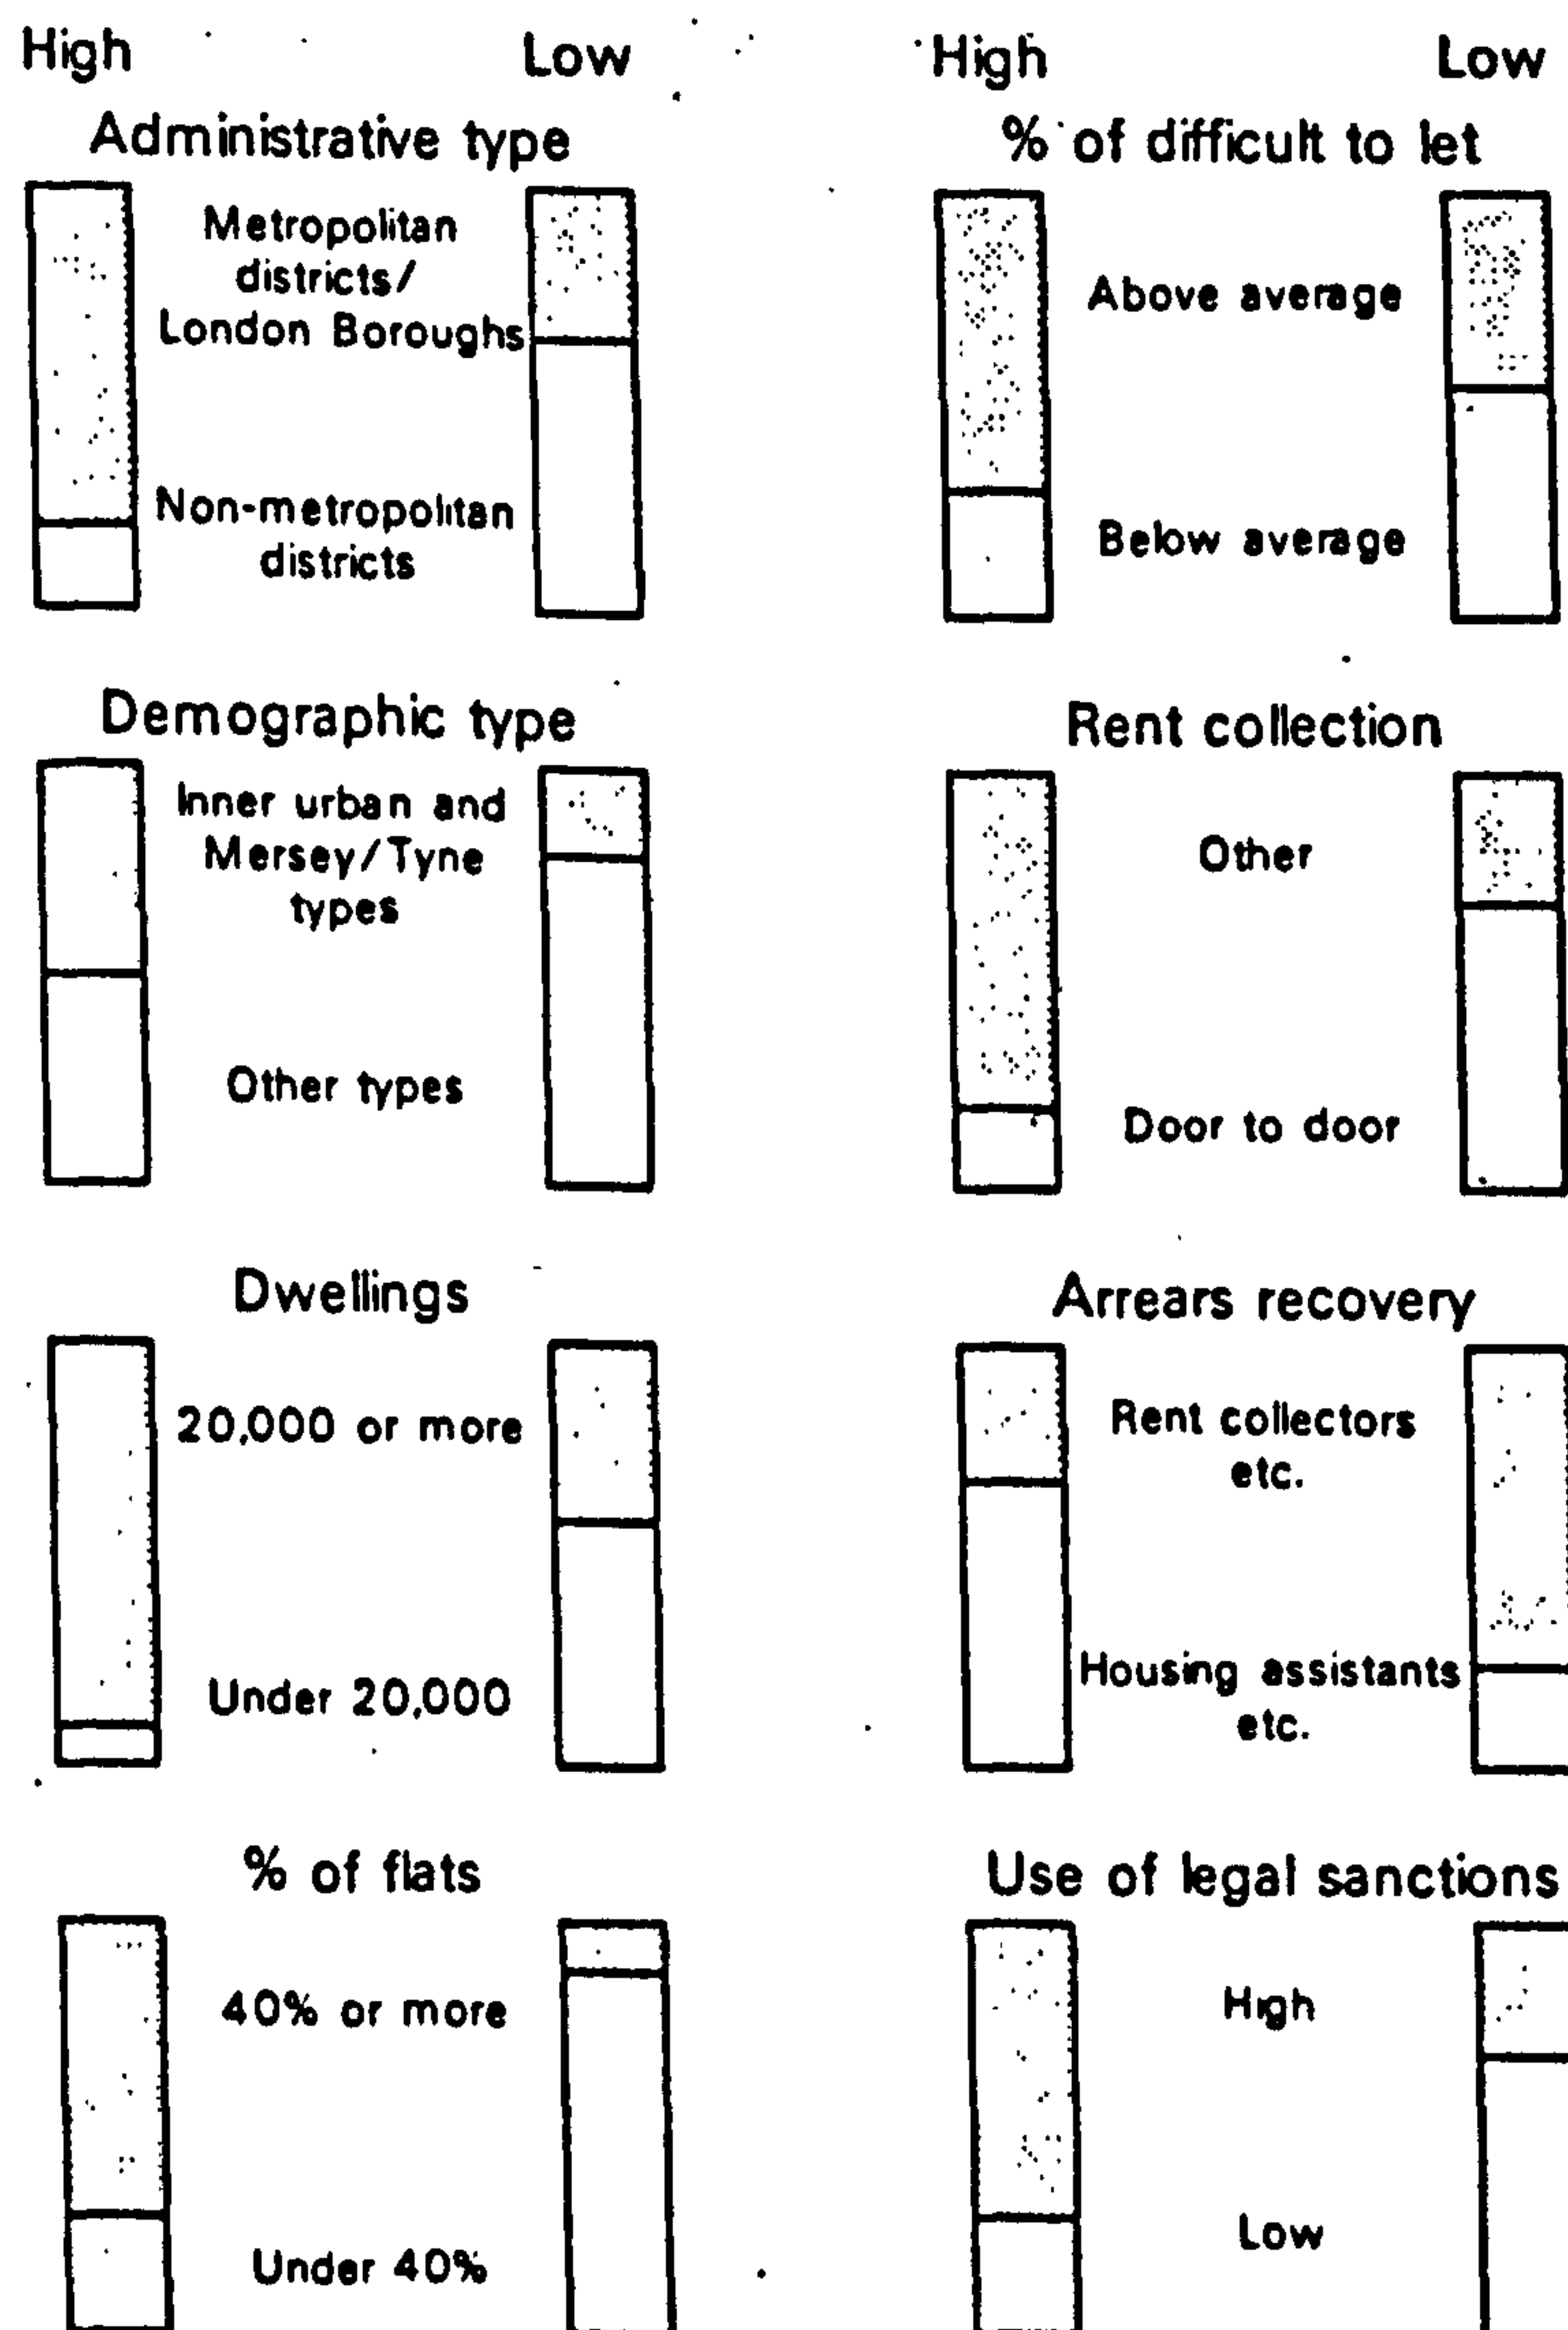 High Low
Administrative type
Metropolitan
districts/
London Boroughs
Non-metropolitan
districts
Demographic type
Inner urban and
Mersey/Tyne
types
Other types
Dwellings
20,000 or more
Under 20,000
% of flats
40% or more
Under 40%
High Low
% of difficult to let
Above average
Below average
Rent collection
Other
Door to door
Arrears recovery
Rent collectors
etc.
Housing assistants
etc.
Use of legal sanctions
High
Low